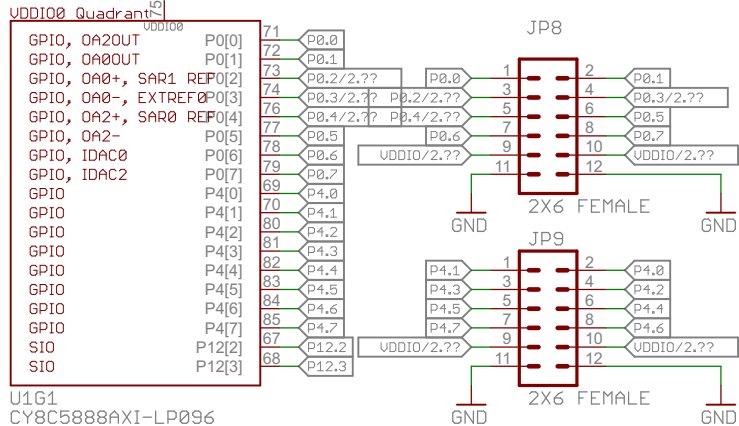 VDDIO0 Quadrant
75
VDDIO0
GPIO, OA2OUT P0[0] 71 P0.0
GPIO, OA0OUT P0[1] 72 P0.1
GPIO, OA0+, SAR1 REF P0[2] 73 P0.2/2.??
GPIO, OA0-, EXTREF0 P0[3] 74 P0.3/2.??
GPIO, OA2+, SAR0 REF P0[4] 76 P0.4/2.??
GPIO, OA2- P0[5] 77 P0.5
GPIO, IDAC0 P0[6] 78 P0.6
GPIO, IDAC2 P0[7] 79 P0.7
GPIO P4[0] 69 P4.0
GPIO P4[1] 70 P4.1
GPIO P4[2] 80 P4.2
GPIO P4[3] 81 P4.3
GPIO P4[4] 82 P4.4
GPIO P4[5] 83 P4.5
GPIO P4[6] 84 P4.6
GPIO P4[7] 85 P4.7
SIO P12[2] 67 P12.2
SIO P12[3] 68 P12.3
U1G1
CY8C5888AXI-LP096
JP8
P0.0 1 2 P0.1
P0.2/2.?? 3 4 P0.3/2.??
P0.4/2.?? 5 6 P0.5
P0.6 7 8 P0.7
VDDIO/2.?? 9 10 VDDIO/2.??
11 12
2X6 FEMALE
GND GND
JP9
P4.1 1 2 P4.0
P4.3 3 4 P4.2
P4.5 5 6 P4.4
P4.7 7 8 P4.6
VDDIO/2.?? 9 10 VDDIO/2.??
11 12
2X6 FEMALE
GND GND